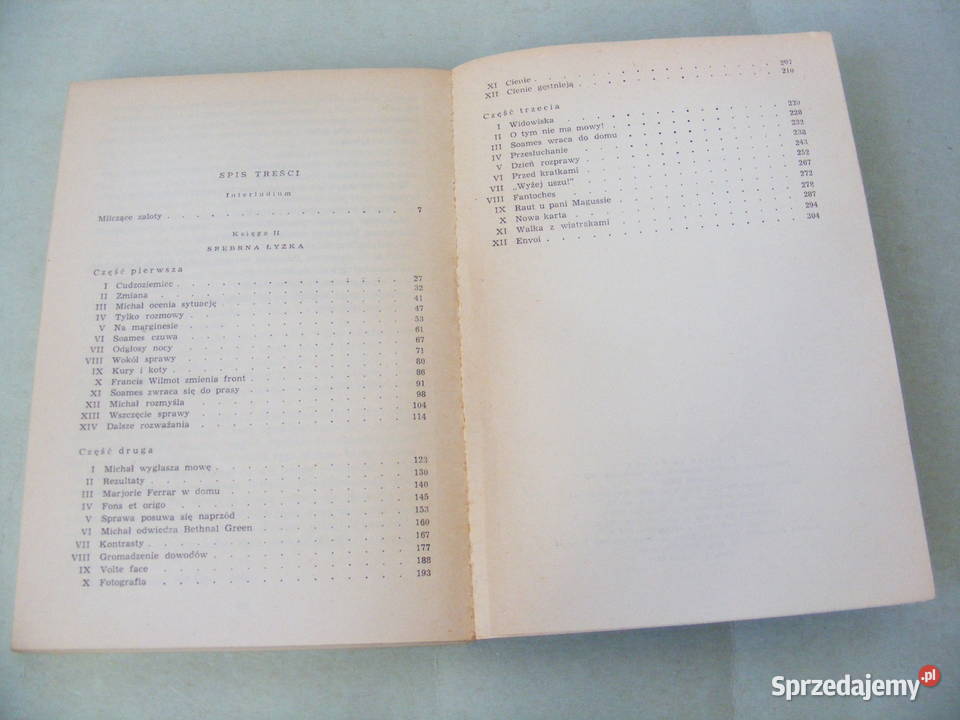 SPIS TREŚCI
Interludium
Milczące zaloty . . . . . . . . . . . . . 7
Księga II
SREBRNA ŁYŻKA
Część pierwsza
I Cudzoziemiec . . . . . . . . . . . . . 27
II Zmiana . . . . . . . . . . . . . 32
III Michał ocenia sytuację . . . . . . . . . . 41
IV Tylko rozmowy . . . . . . . . . . . . 47
V Na marginesie . . . . . . . . . . . . 53
VI Soames czuwa . . . . . . . . . . . . 61
VII Odgłosy nocy . . . . . . . . . . . . 67
VIII Wokół sprawy . . . . . . . . . . . . 71
IX Kury i koty . . . . . . . . . . . . 80
X Francis Wilmot zmienia front . . . . . . . . 86
XI Soames zwraca się do prasy . . . . . . . . 91
XII Michał rozmyśla . . . . . . . . . . . 98
XIII Wszczęcie sprawy . . . . . . . . . . . 104
XIV Dalsze rozważania . . . . . . . . . . . 114
Część druga
I Michał wygłasza mowę . . . . . . . . . . 123
II Rezultaty . . . . . . . . . . . . . 130
III Marjorie Ferrar w domu . . . . . . . . . 140
IV Fons et origo . . . . . . . . . . . . 145
V Sprawa posuwa się naprzód . . . . . . . . 153
VI Michał odwiedza Bethnal Green . . . . . . . 160
VII Kontrasty . . . . . . . . . . . . . 167
VIII Gromadzenie dowodów . . . . . . . . . . 177
IX Volte face . . . . . . . . . . . . . 188
X Fotografia . . . . . . . . . . . . . 193
XI Cienie . . . . . . . . . . . . . 207
XII Cienie gęstnieją . . . . . . . . . . . 210
Część trzecia
I Widowiska . . . . . . . . . . . . . 220
II O tym nie ma mowy! . . . . . . . . . . 228
III Soames wraca do domu . . . . . . . . . . 232
IV Przesłuchanie . . . . . . . . . . . . 238
V Dzień rozprawy . . . . . . . . . . . . 243
VI Przed kratkami . . . . . . . . . . . . 252
VII „Wyżej uszu!” . . . . . . . . . . . . 267
VIII Fantoches . . . . . . . . . . . . . 272
IX Raut u pani Magussie . . . . . . . . . . 278
X Nowa karta . . . . . . . . . . . . . 287
XI Walka z wiatrakami . . . . . . . . . . . 294
XII Envoi . . . . . . . . . . . . . 304
Sprzedajemy.pl